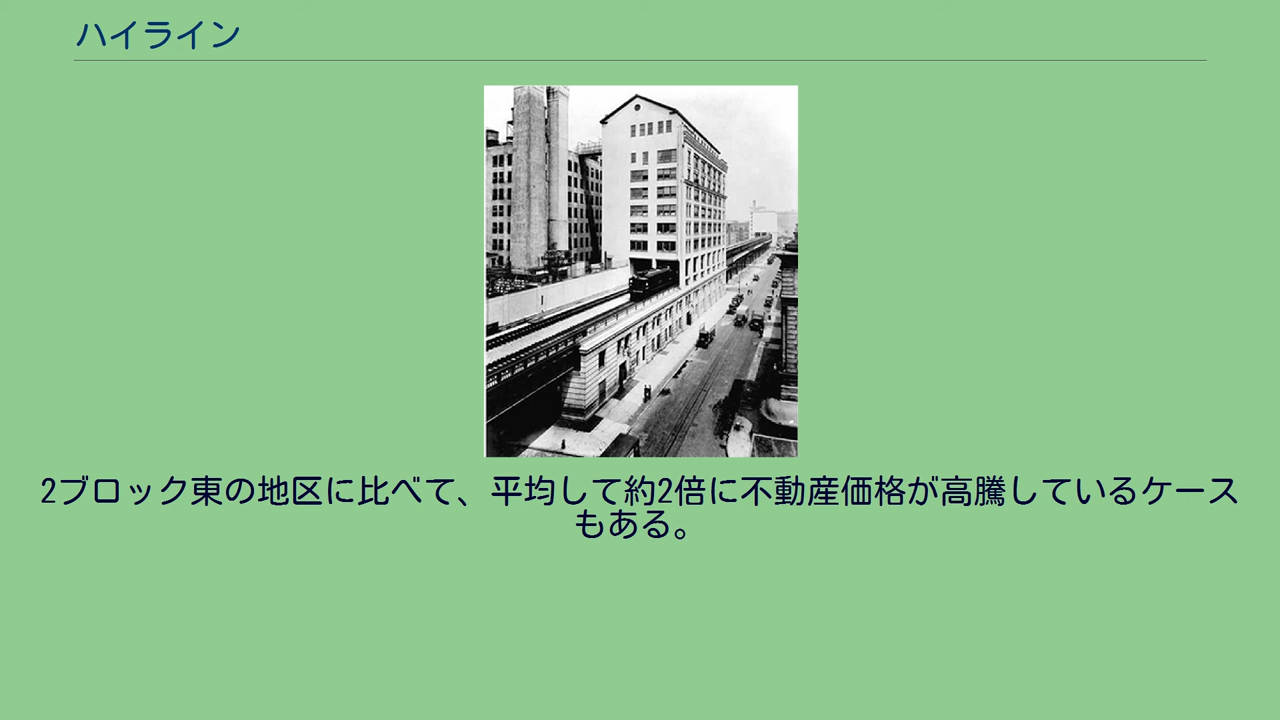 ハイライン
2ブロック東の地区に比べて、平均して約2倍に不動産価格が高騰しているケース
もある。